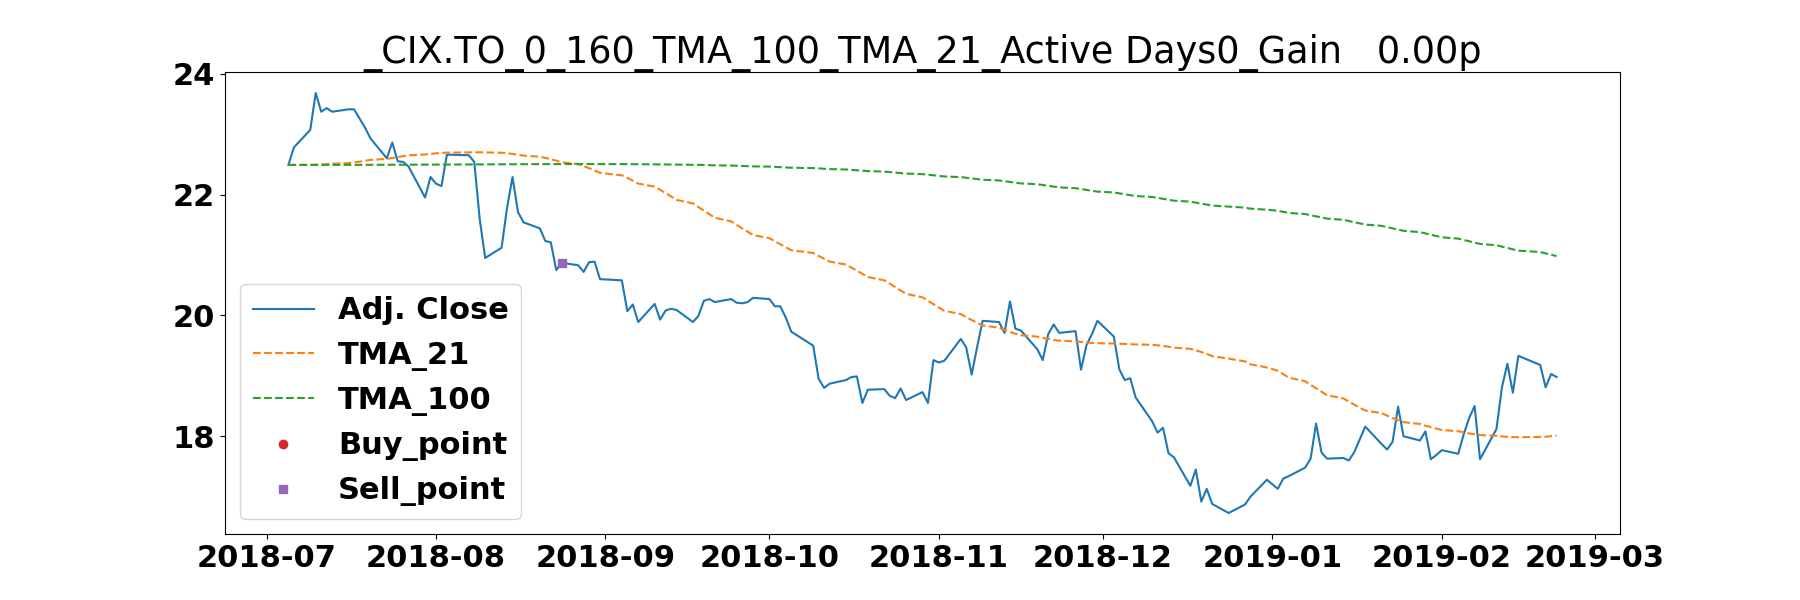 _CIX.TO_0_160_TMA_100_TMA_21_Active Days0_Gain   0.00p
24
22
20
18
Adj. Close
TMA_21
TMA_100
Buy_point
Sell_point
2018-07 2018-08 2018-09 2018-10 2018-11 2018-12 2019-01 2019-02 2019-03